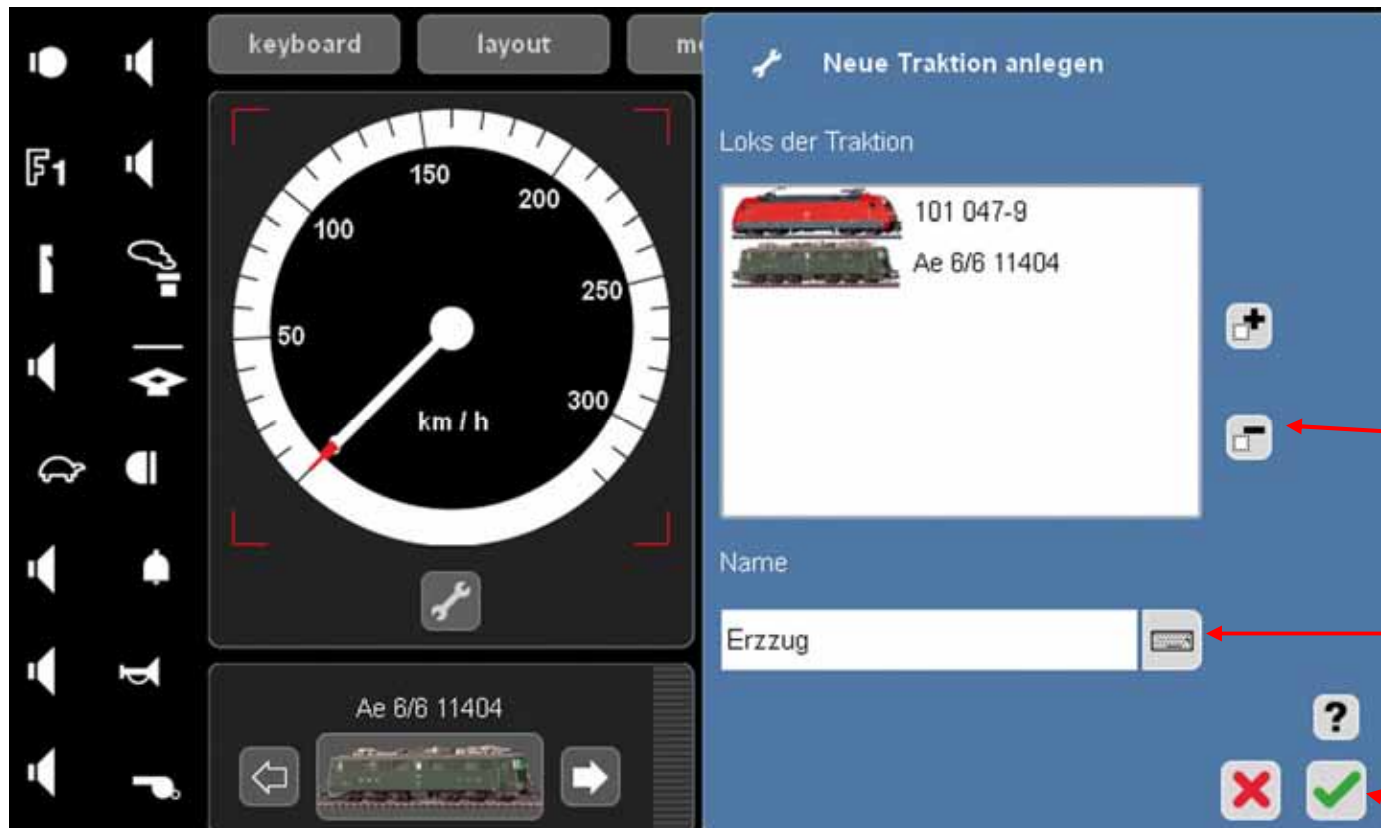 keyboard
layout
F1
50
100
150
200
250
300
km / h
Ae 6/6 11404
Neue Traktion anlegen
Loks der Traktion
101 047-9
Ae 6/6 11404
Name
Erzzug
?